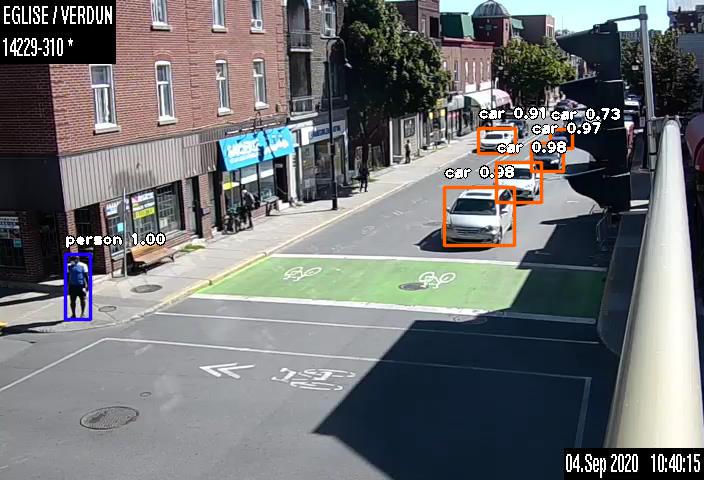 EGLISE / VERDUN
14229-310 *
car 0.91
car 0.73
car 0.97
car 0.98
car 0.98
person 1.00
04.Sep 2020 10:40:15